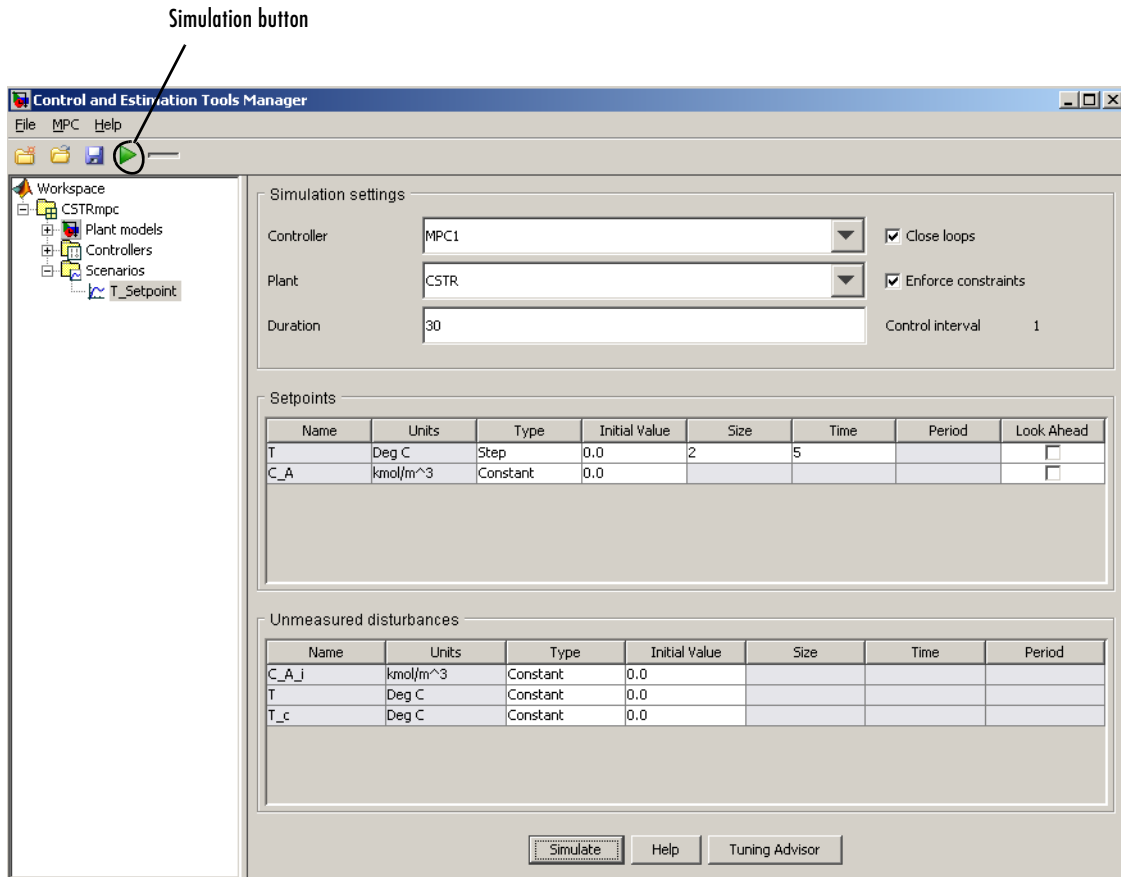 Simulation button
Control and Estimation Tools Manager
File MPC Help
Workspace
CSTRmpc
Plant models
Controllers
Scenarios
T_Setpoint
Simulation settings
Controller MPC1 Close loops
Plant CSTR Enforce constraints
Duration 30 Control interval 1
Setpoints
Name Units Type Initial Value Size Time Period Look Ahead
T Deg C Step 0.0 2 5
C_A kmol/m^3 Constant 0.0
Unmeasured disturbances
Name Units Type Initial Value Size Time Period
C_A_i kmol/m^3 Constant 0.0
T Deg C Constant 0.0
T_c Deg C Constant 0.0
Simulate Help Tuning Advisor